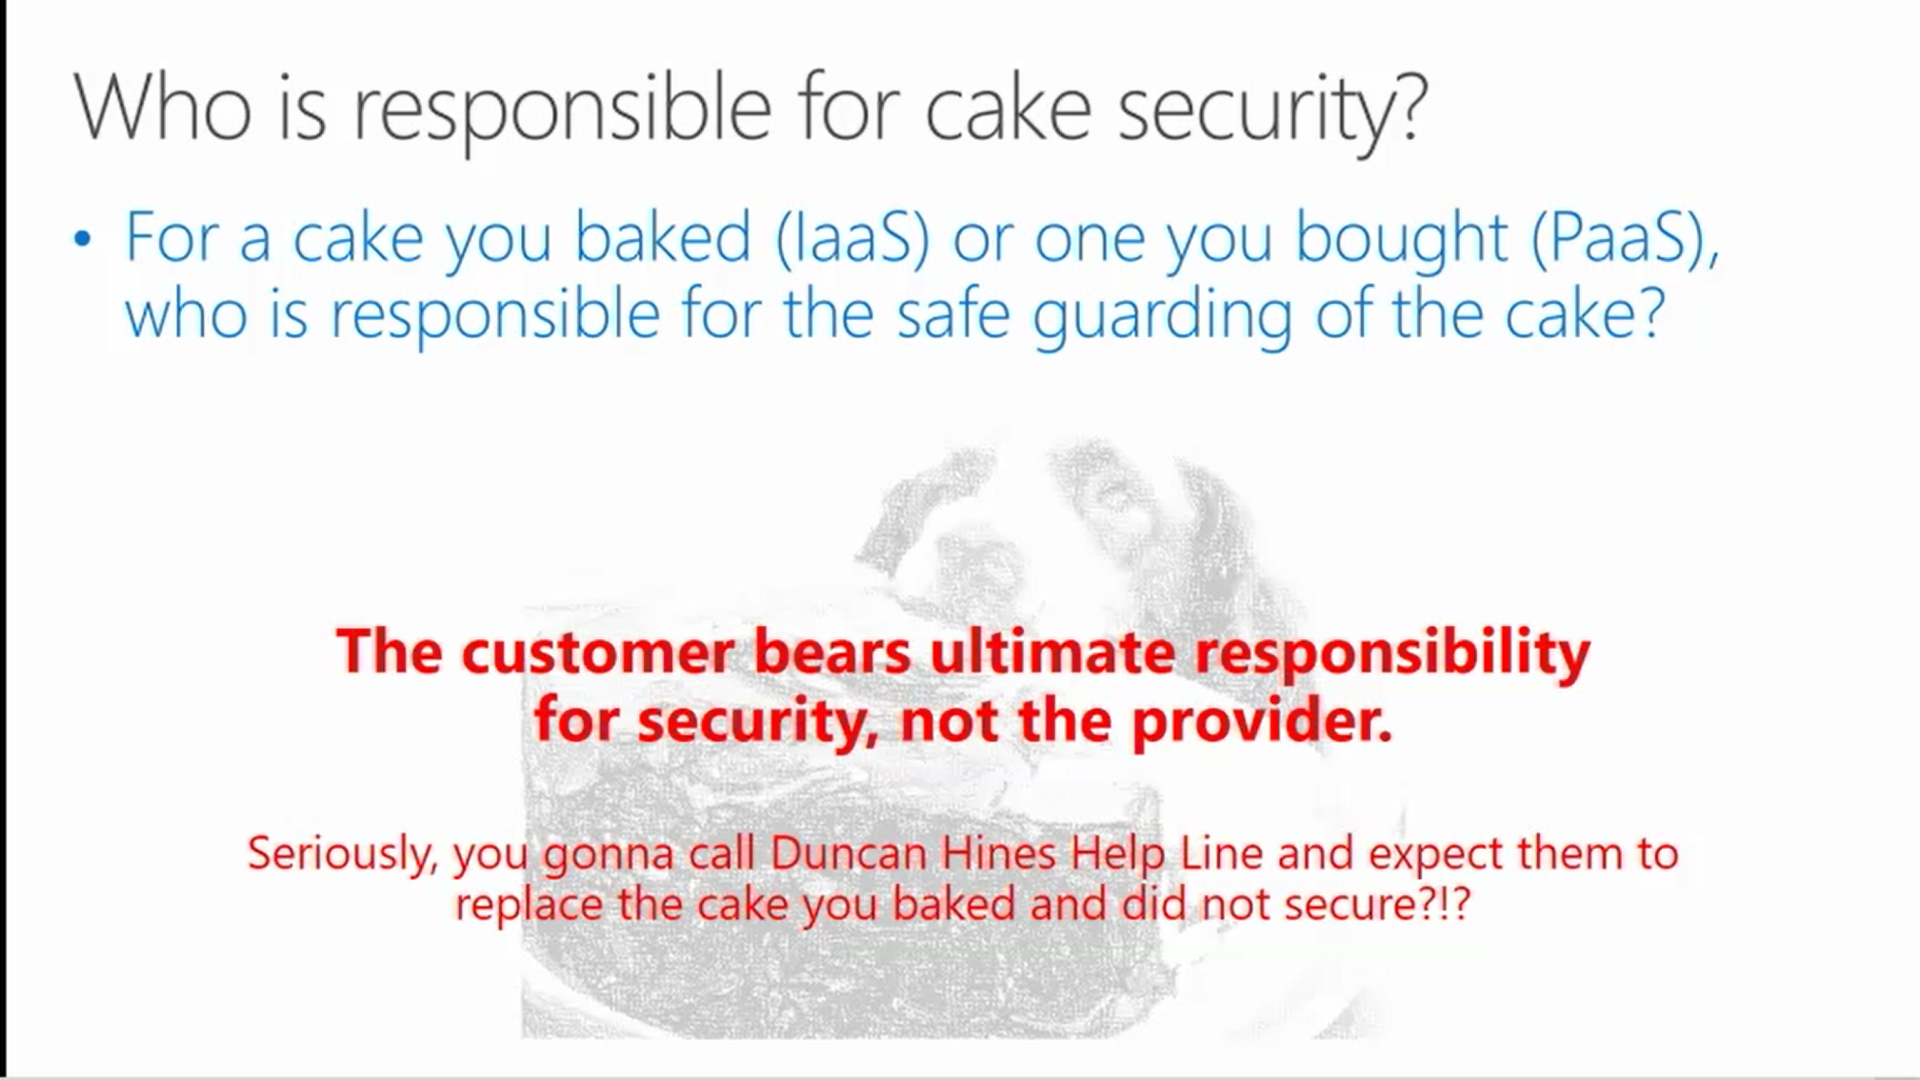 Who is responsible for cake security?
• For a cake you baked (IaaS) or one you bought (PaaS),
who is responsible for the safe guarding of the cake?
The customer bears ultimate responsibility
for security, not the provider.
Seriously, you gonna call Duncan Hines Help Line and expect them to
replace the cake you baked and did not secure?!?